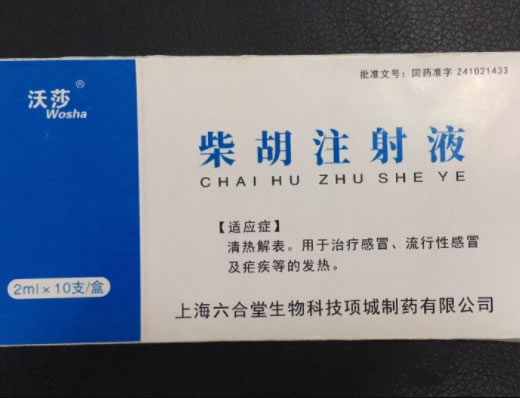 批准文号：国药准字 Z41021433
沃莎®
Wosha
柴胡注射液
CHAI HU ZHU SHE YE
【适应症】
清热解表。用于治疗感冒、流行性感冒
及疟疾等的发热。
2ml×10支/盒
上海六合堂生物科技项城制药有限公司